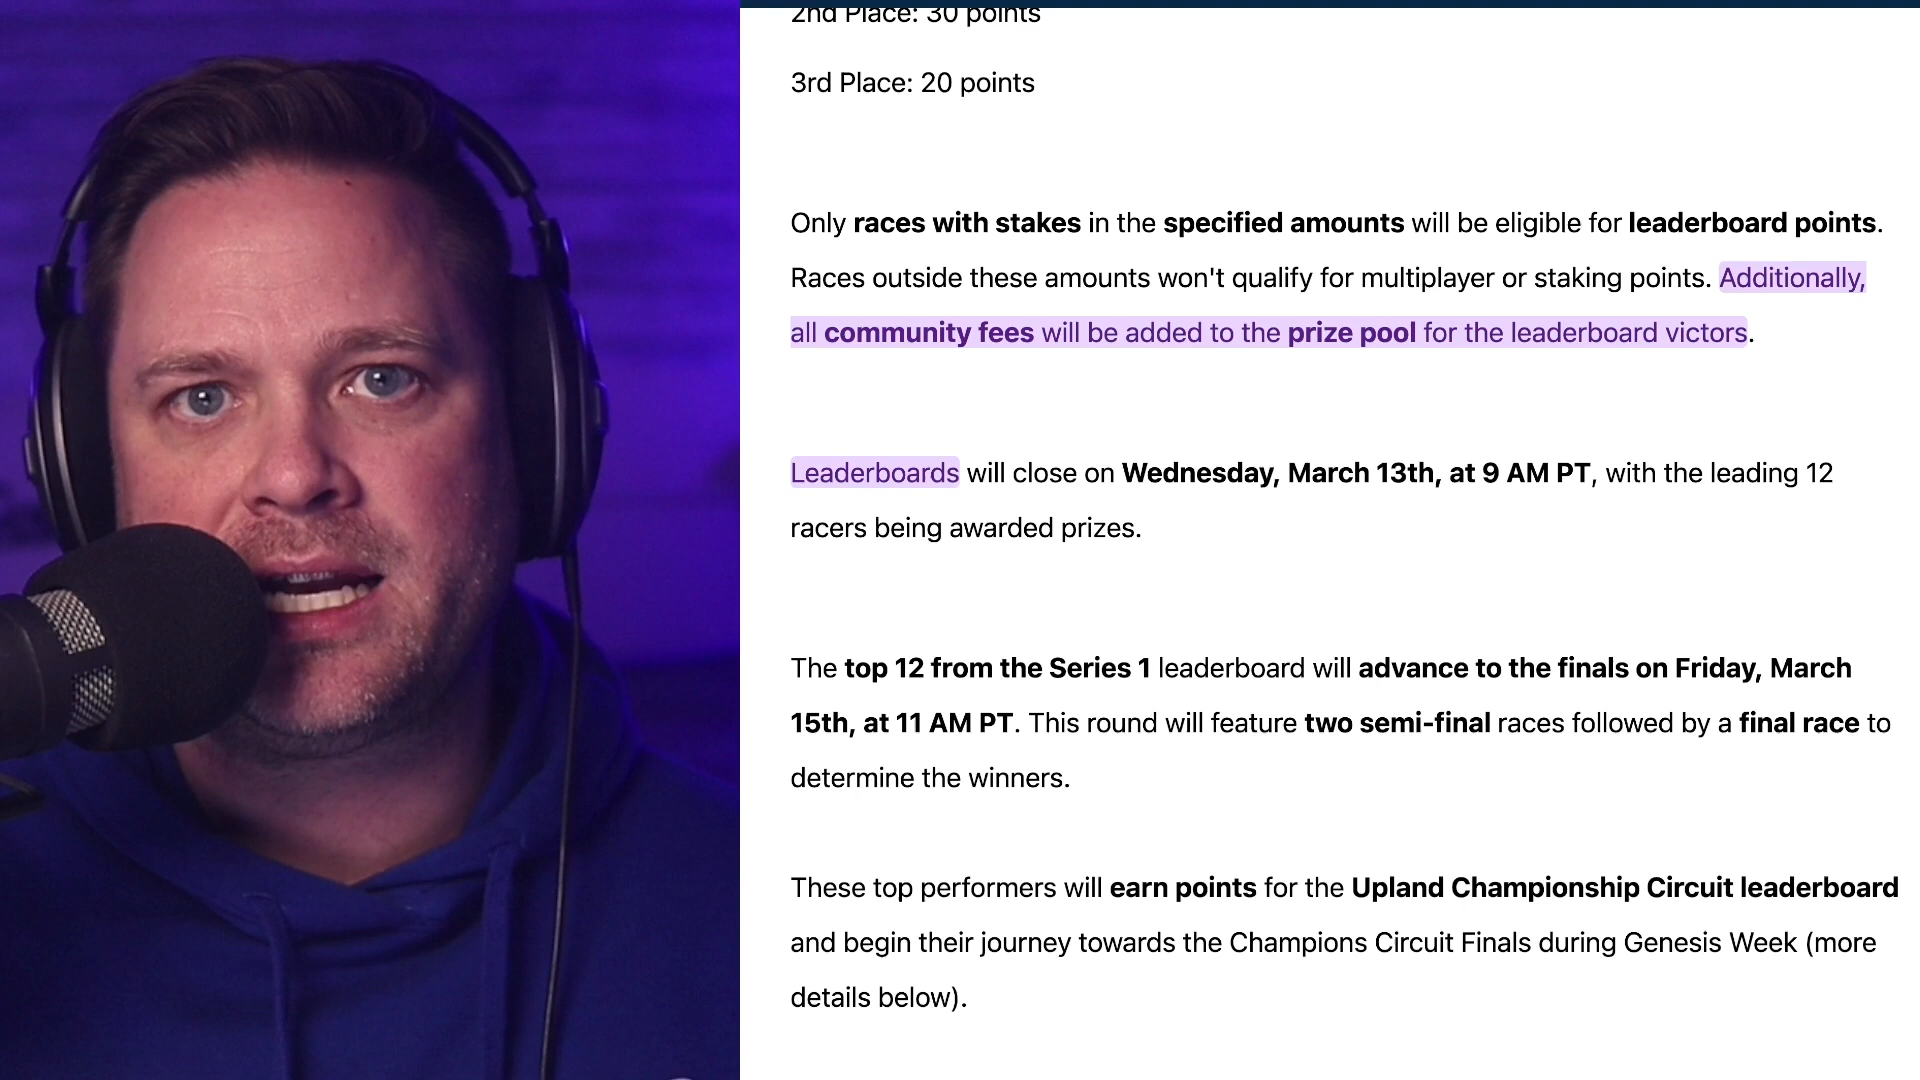 2nd Place: 30 points
3rd Place: 20 points
Only races with stakes in the specified amounts will be eligible for leaderboard points.
Races outside these amounts won't qualify for multiplayer or staking points. Additionally,
all community fees will be added to the prize pool for the leaderboard victors.
Leaderboards will close on Wednesday, March 13th, at 9 AM PT, with the leading 12
racers being awarded prizes.
The top 12 from the Series 1 leaderboard will advance to the finals on Friday, March
15th, at 11 AM PT. This round will feature two semi-final races followed by a final race to
determine the winners.
These top performers will earn points for the Upland Championship Circuit leaderboard
and begin their journey towards the Champions Circuit Finals during Genesis Week (more
details below).